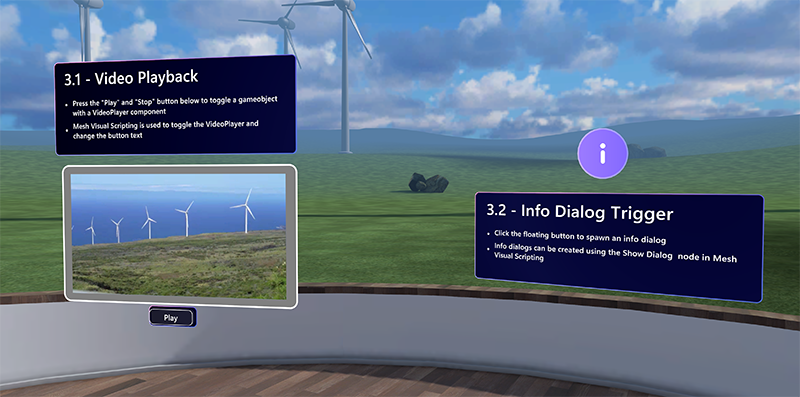 3.1 - Video Playback
• Press the "Play" and "Stop" button below to toggle a gameobject
with a VideoPlayer component
• Mesh Visual Scripting is used to toggle the VideoPlayer and
change the button text
Play
i
3.2 - Info Dialog Trigger
• Click the floating button to spawn an info dialog
• Info dialogs can be created using the Show Dialog node in Mesh
Visual Scripting